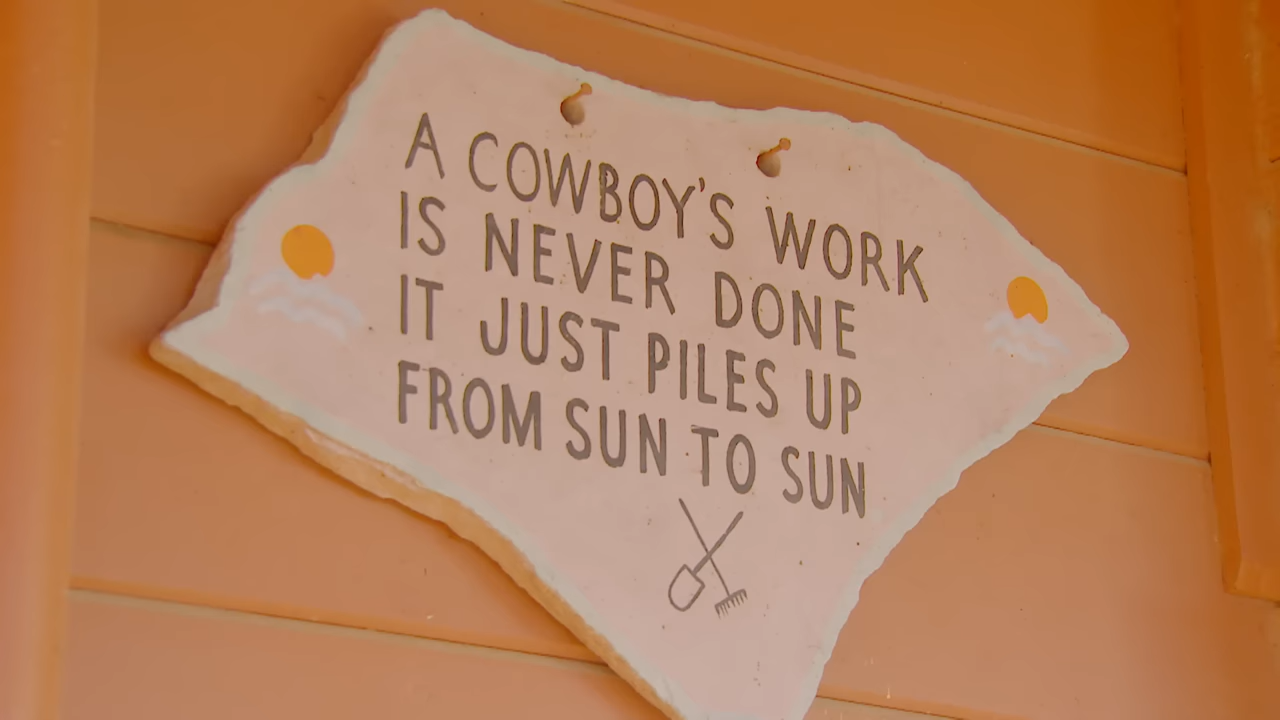 A COWBOY'S WORK
IS NEVER DONE
IT JUST PILES UP
FROM SUN TO SUN